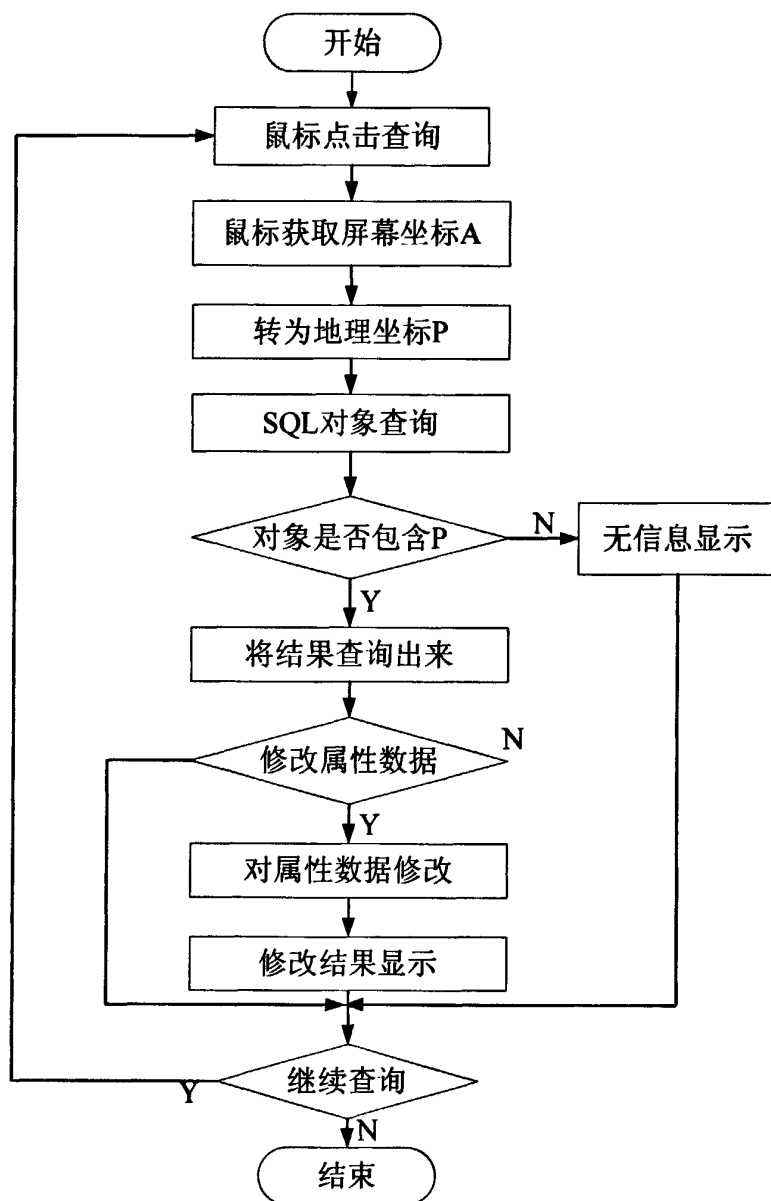 开始
鼠标点击查询
鼠标获取屏幕坐标A
转为地理坐标P
SQL对象查询
对象是否包含P
N
无信息显示
Y
将结果查询出来
修改属性数据
N
Y
对属性数据修改
修改结果显示
继续查询
Y
N
结束